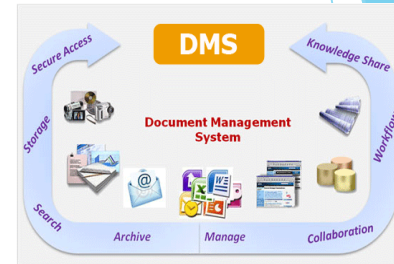 DMS
Secure Access
Knowledge Share
Storage
Document Management
System
Workflow
Search
Archive
Manage
Collaboration